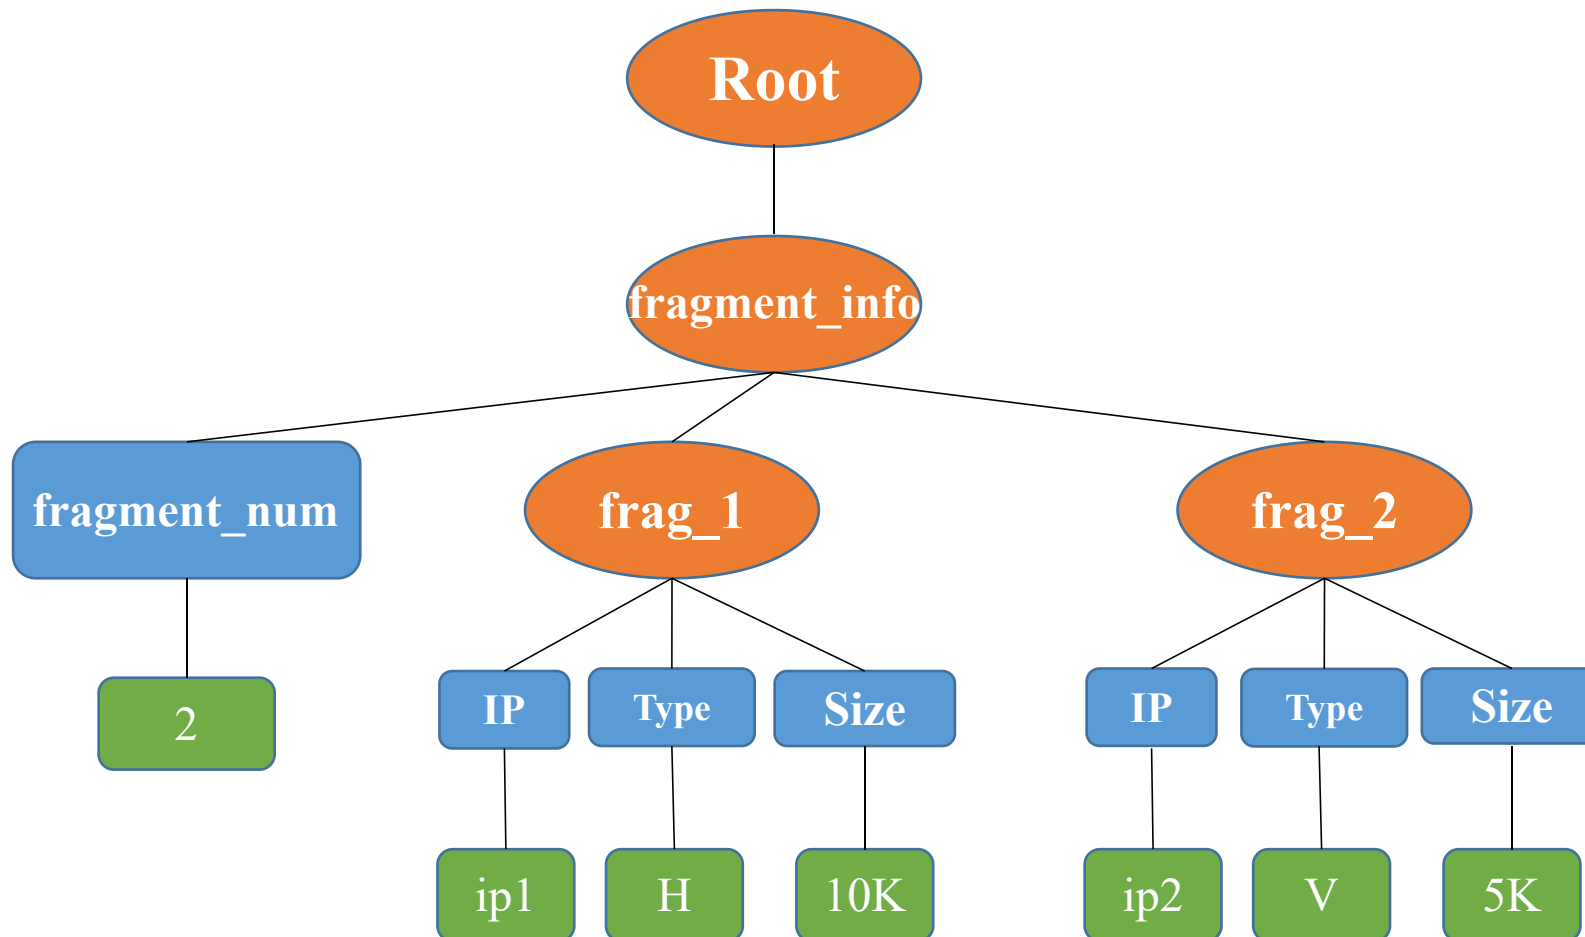 Root
fragment_info
fragment_num
frag_1
frag_2
IP
Type
Size
IP
Type
Size
2
ip1
H
10K
ip2
V
5K